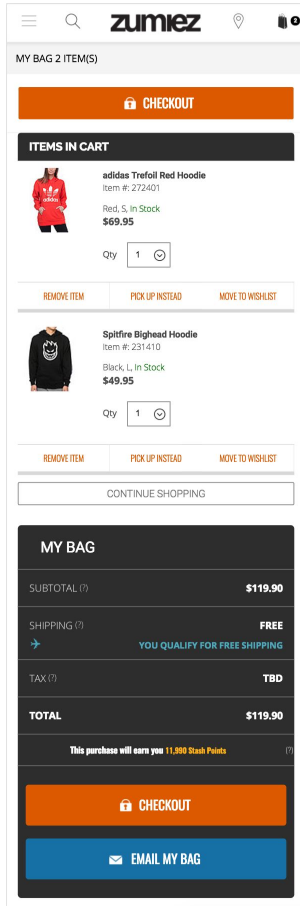 zumiez
2
MY BAG 2 ITEM(S)
CHECKOUT
ITEMS IN CART
adidas
adidas Trefoil Red Hoodie
Item #: 272401
Red, S, In Stock
$69.95
Qty 1
REMOVE ITEM PICK UP INSTEAD MOVE TO WISHLIST
Spitfire Bighead Hoodie
Item #: 231410
Black, L, In Stock
$49.95
Qty 1
REMOVE ITEM PICK UP INSTEAD MOVE TO WISHLIST
CONTINUE SHOPPING
MY BAG
SUBTOTAL (?) $119.90
SHIPPING (?) FREE
YOU QUALIFY FOR FREE SHIPPING
TAX (?) TBD
TOTAL $119.90
This purchase will earn you 11,990 Stash Points (?)
CHECKOUT
EMAIL MY BAG